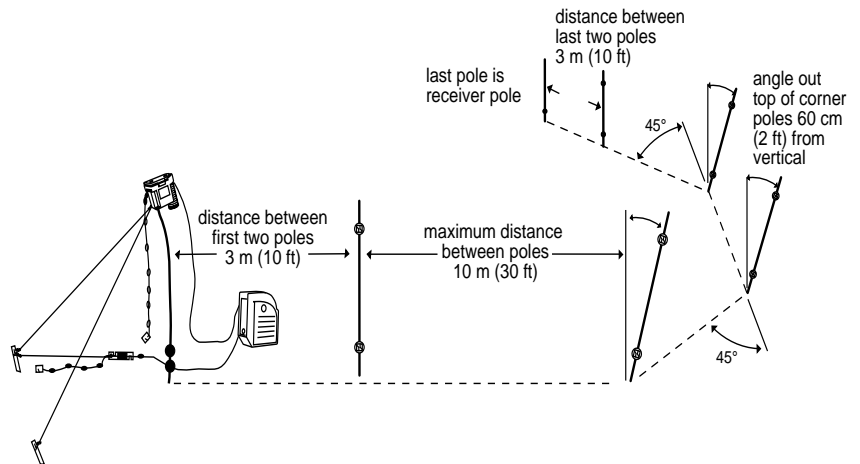 distance between
last two poles
3 m (10 ft)
last pole is
receiver pole
angle out
top of corner
poles 60 cm
(2 ft) from
vertical
45°
distance between
first two poles
3 m (10 ft)
maximum distance
between poles
10 m (30 ft)
45°